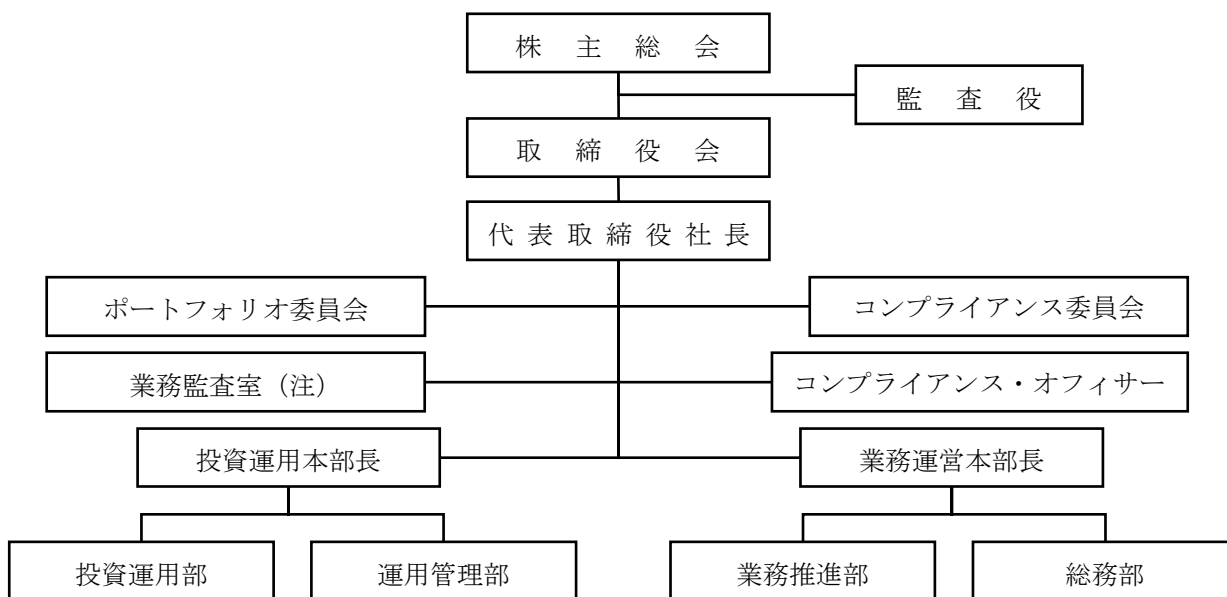 株主総会
監査役
取締役会
代表取締役社長
ポートフォリオ委員会
コンプライアンス委員会
業務監査室（注）
コンプライアンス・オフィサー
投資運用本部長
業務運営本部長
投資運用部
運用管理部
業務推進部
総務部